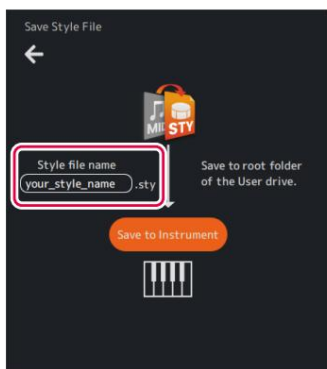 Save Style File
MI STY
Style file name
your_style_name .sty
Save to root folder
of the User drive.
Save to Instrument